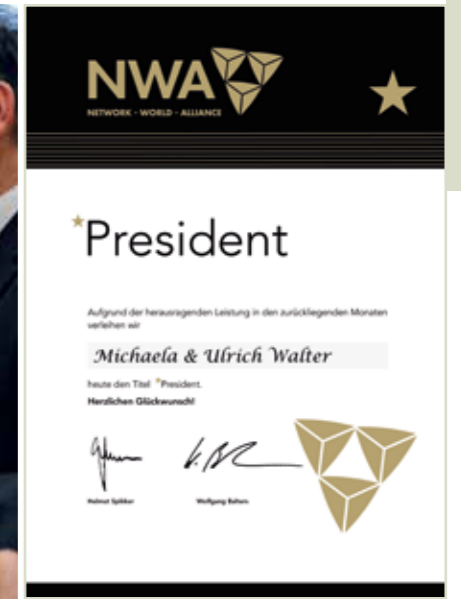 NWA
NETWORK - WORLD - ALLIANCE
*President
Aufgrund der herausragenden Leistung in den zurückliegenden Monaten
verleihen wir
Michaela & Ulrich Walter
heute den Titel *President.
Herzlichen Glückwunsch!
Helmut Spikker
Wolfgang Bahne